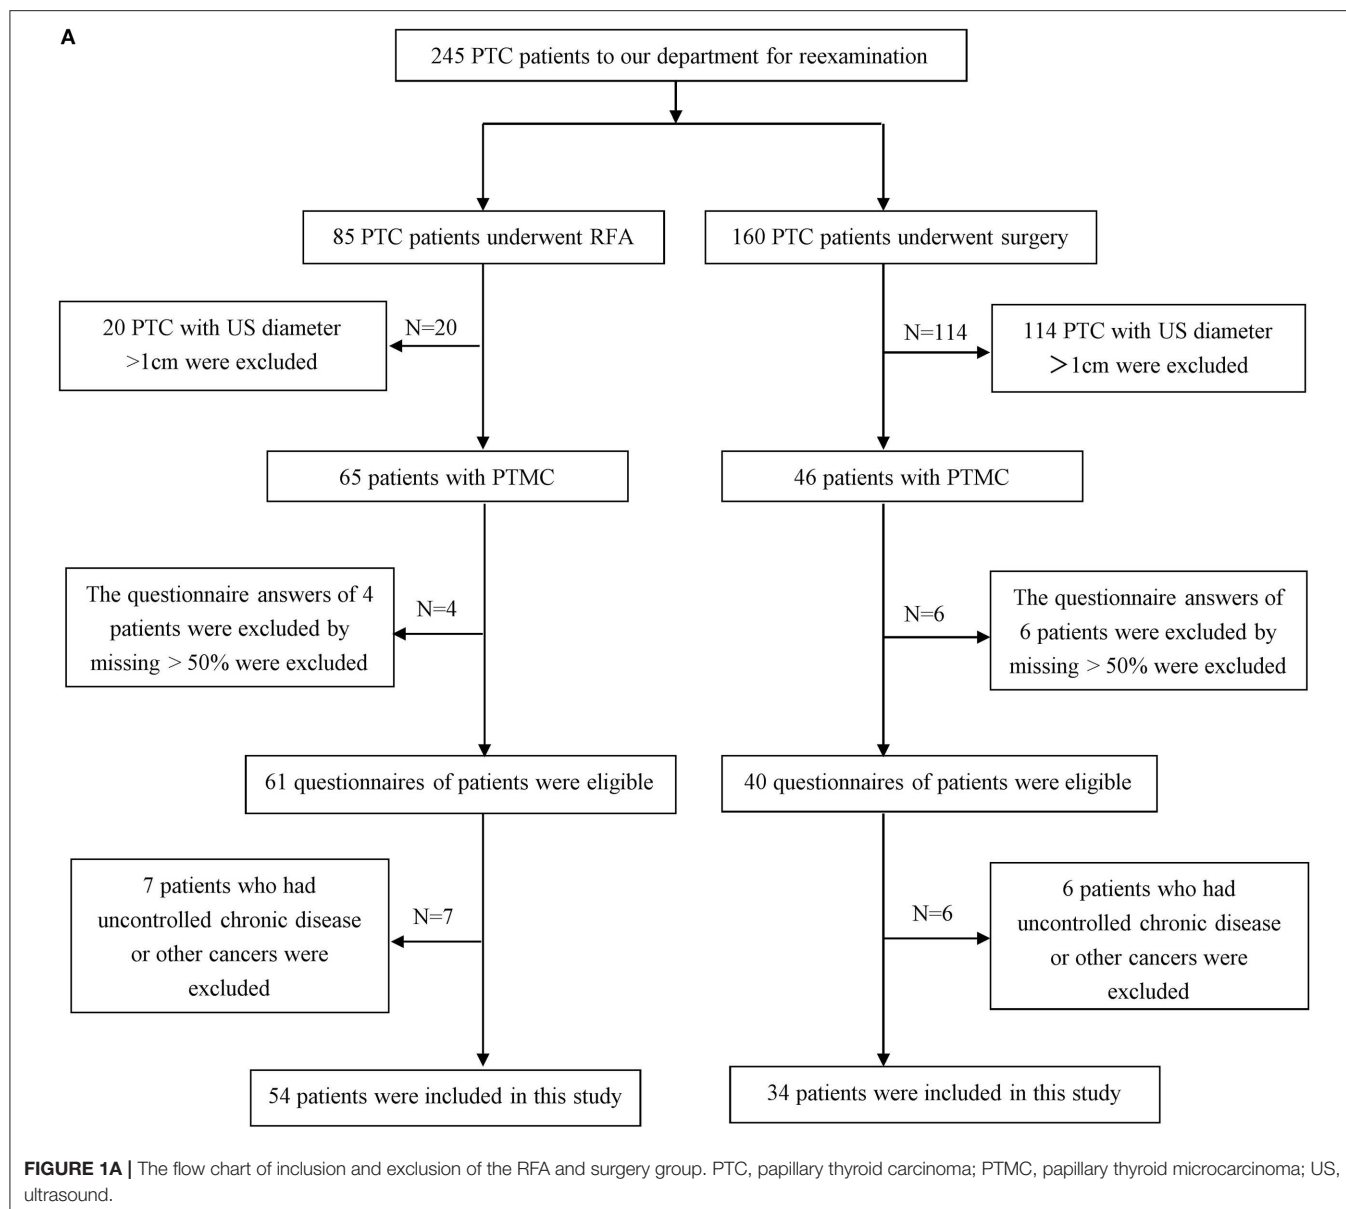 A
245 PTC patients to our department for reexamination
85 PTC patients underwent RFA
160 PTC patients underwent surgery
20 PTC with US diameter
>1cm were excluded
N=20
N=114
114 PTC with US diameter
＞1cm were excluded
65 patients with PTMC
46 patients with PTMC
The questionnaire answers of 4
patients were excluded by
missing > 50% were excluded
N=4
N=6
The questionnaire answers of
6 patients were excluded by
missing > 50% were excluded
61 questionnaires of patients were eligible
40 questionnaires of patients were eligible
7 patients who had
uncontrolled chronic disease
or other cancers were
excluded
N=7
N=6
6 patients who had
uncontrolled chronic disease
or other cancers were
excluded
54 patients were included in this study
34 patients were included in this study
FIGURE 1A | The flow chart of inclusion and exclusion of the RFA and surgery group. PTC, papillary thyroid carcinoma; PTMC, papillary thyroid microcarcinoma; US,
ultrasound.